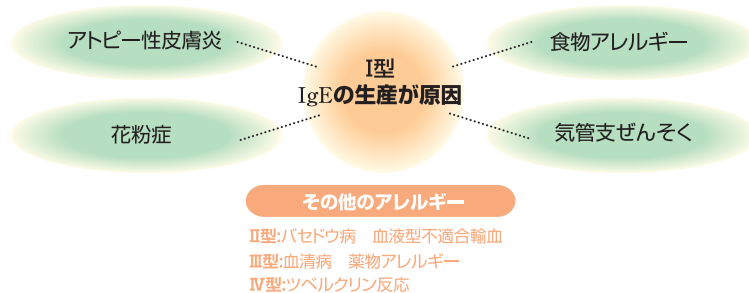 アトピー性皮膚炎
食物アレルギー
I型
IgEの生産が原因
花粉症
気管支ぜんそく
その他のアレルギー
II型:バセドウ病　血液型不適合輸血
III型:血清病　薬物アレルギー
IV型:ツベルクリン反応